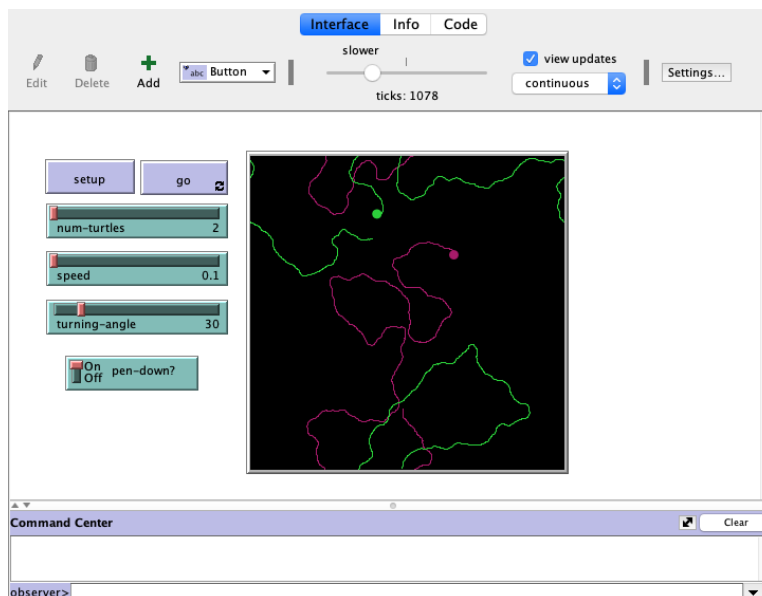 Interface Info Code
slower
Edit Delete Add abc Button view updates
continuous Settings...
ticks: 1078
setup go
num-turtles 2
speed 0.1
turning-angle 30
On
Off pen-down?
Command Center Clear
observer>